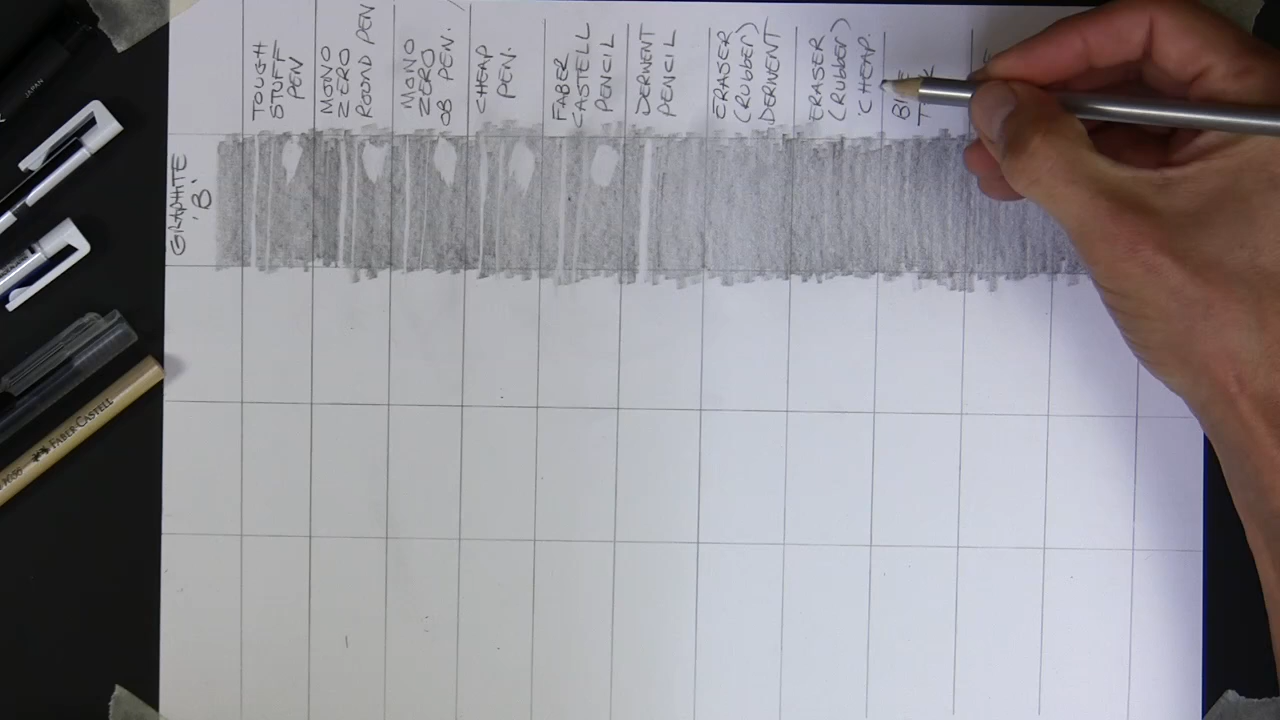 TOUGH
STUFF
PEN
MONO
ZERO
ROUND PEN
MONO
ZERO
OB PEN.
CHEAP
PEN.
FABER
CASTELL
PENCIL
DERWENT
PENCIL
ERASER
(RUBBER)
DERWENT
ERASER
(RUBBER)
'CHEAP.
GRAPHITE
'B'
JAPAN
FABER-CASTELL